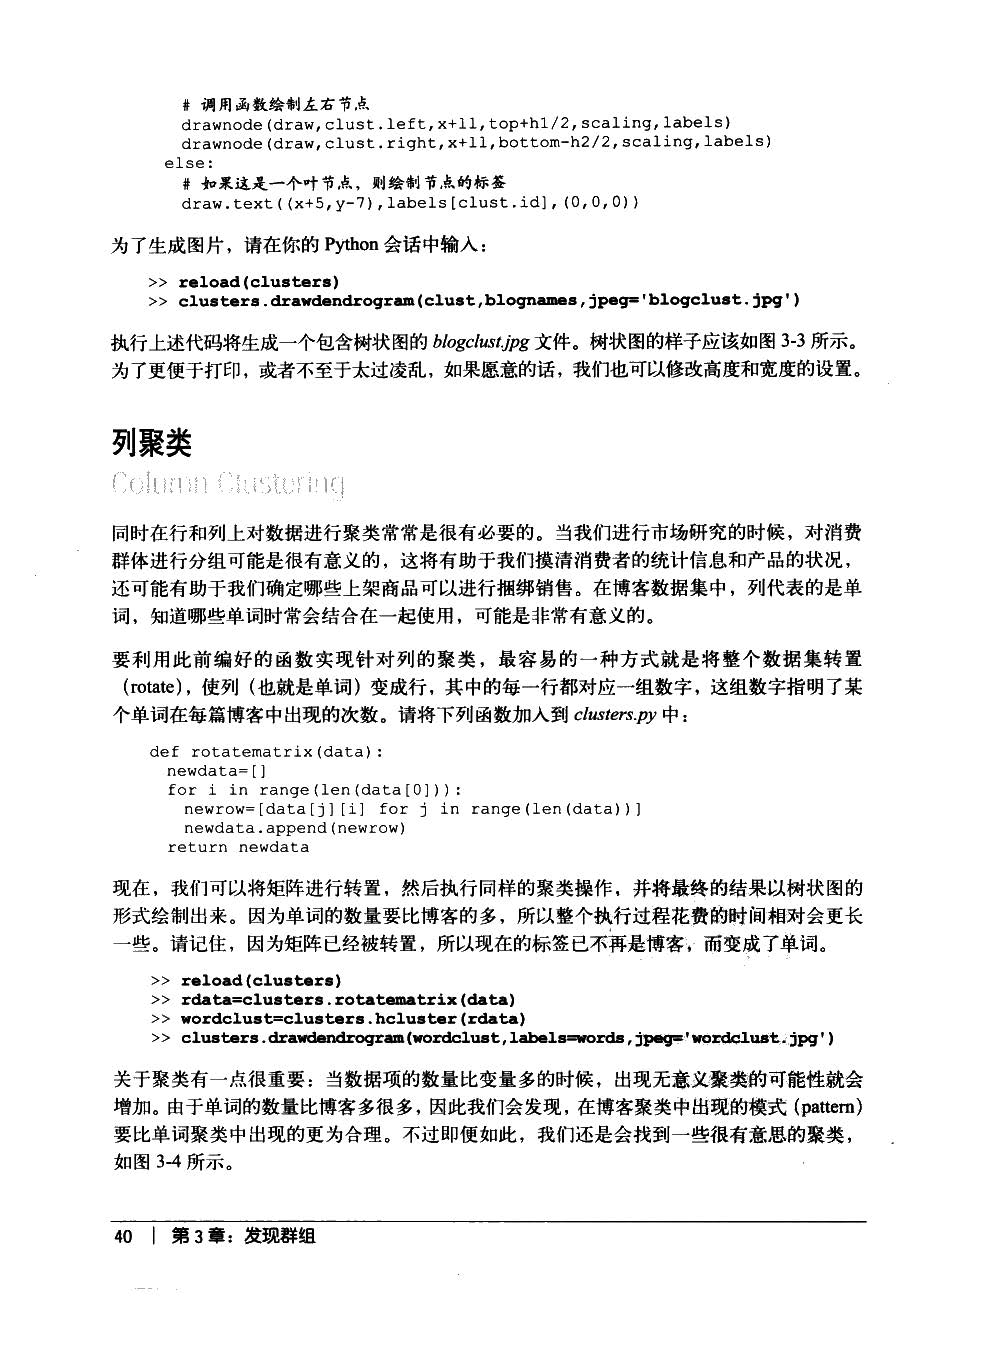 # 调用函数绘制左右节点
drawnode(draw,clust.left,x+ll,top+h1/2,scaling,labels)
drawnode(draw,clust.right,x+ll,bottom-h2/2,scaling,labels)
else:
# 如果这是一个叶节点，则绘制节点的标签
draw.text((x+5,y-7),labels[clust.id],(0,0,0))
为了生成图片，请在你的 Python 会话中输入：
>> reload(clusters)
>> clusters.drawdendrogram(clust,blognames,jpeg='blogclust.jpg')
执行上述代码将生成一个包含树状图的 blogclust.jpg 文件。树状图的样子应该如图 3-3 所示。
为了更便于打印，或者不至于太过凌乱，如果愿意的话，我们也可以修改高度和宽度的设置。
列聚类
Column Clustering
同时在行和列上对数据进行聚类常常是很有必要的。当我们进行市场研究的时候，对消费
群体进行分组可能是很有意义的，这将有助于我们摸清消费者的统计信息和产品的状况，
还可能有助于我们确定哪些上架商品可以进行捆绑销售。在博客数据集中，列代表的是单
词，知道哪些单词时常会结合在一起使用，可能是非常有意义的。
要利用此前编好的函数实现针对列的聚类，最容易的一种方式就是将整个数据集转置
（rotate），使列（也就是单词）变成行，其中的每一行都对应一组数字，这组数字指明了某
个单词在每篇博客中出现的次数。请将下列函数加入到 clusters.py 中：
def rotatematrix(data):
newdata=[]
for i in range(len(data[0])):
newrow=[data[j][i] for j in range(len(data))]
newdata.append(newrow)
return newdata
现在，我们可以将矩阵进行转置，然后执行同样的聚类操作，并将最终的结果以树状图的
形式绘制出来。因为单词的数量要比博客的多，所以整个执行过程花费的时间相对会更长
一些。请记住，因为矩阵已经被转置，所以现在的标签已不再是博客，而变成了单词。
>> reload(clusters)
>> rdata=clusters.rotatematrix(data)
>> wordclust=clusters.hcluster(rdata)
>> clusters.drawdendrogram(wordclust,labels=words,jpeg='wordclust.jpg')
关于聚类有一点很重要：当数据项的数量比变量多的时候，出现无意义聚类的可能性就会
增加。由于单词的数量比博客多很多，因此我们会发现，在博客聚类中出现的模式（pattern）
要比单词聚类中出现的更为合理。不过即便如此，我们还是会找到一些很有意思的聚类，
如图 3-4 所示。
40 | 第 3 章：发现群组